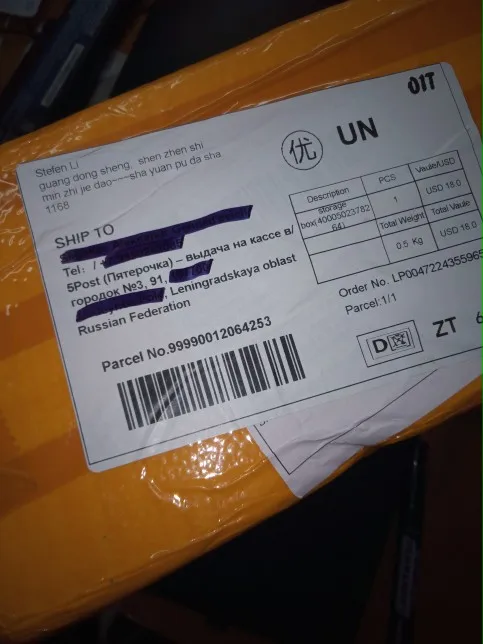 01T
Stefen LI
guang dong sheng, shen zhen shi
min zhi jie dao~~~sha yuan pu da sha
1168
优
UN
Description PCS Vaule/USD
storage
box(40005023782
64) 1 USD 18.0
Total Weight Total Vaule
0.5 Kg USD 18.0
SHIP TO
Tel: /+
5Post (Пятерочка) – выдача на кассе в/
городок №3, 91,
, Leningradskaya oblast
Russian Federation
Order No. LP0047224355965
Parcel:1/1
Parcel No.99990012064253
D
ZT 6